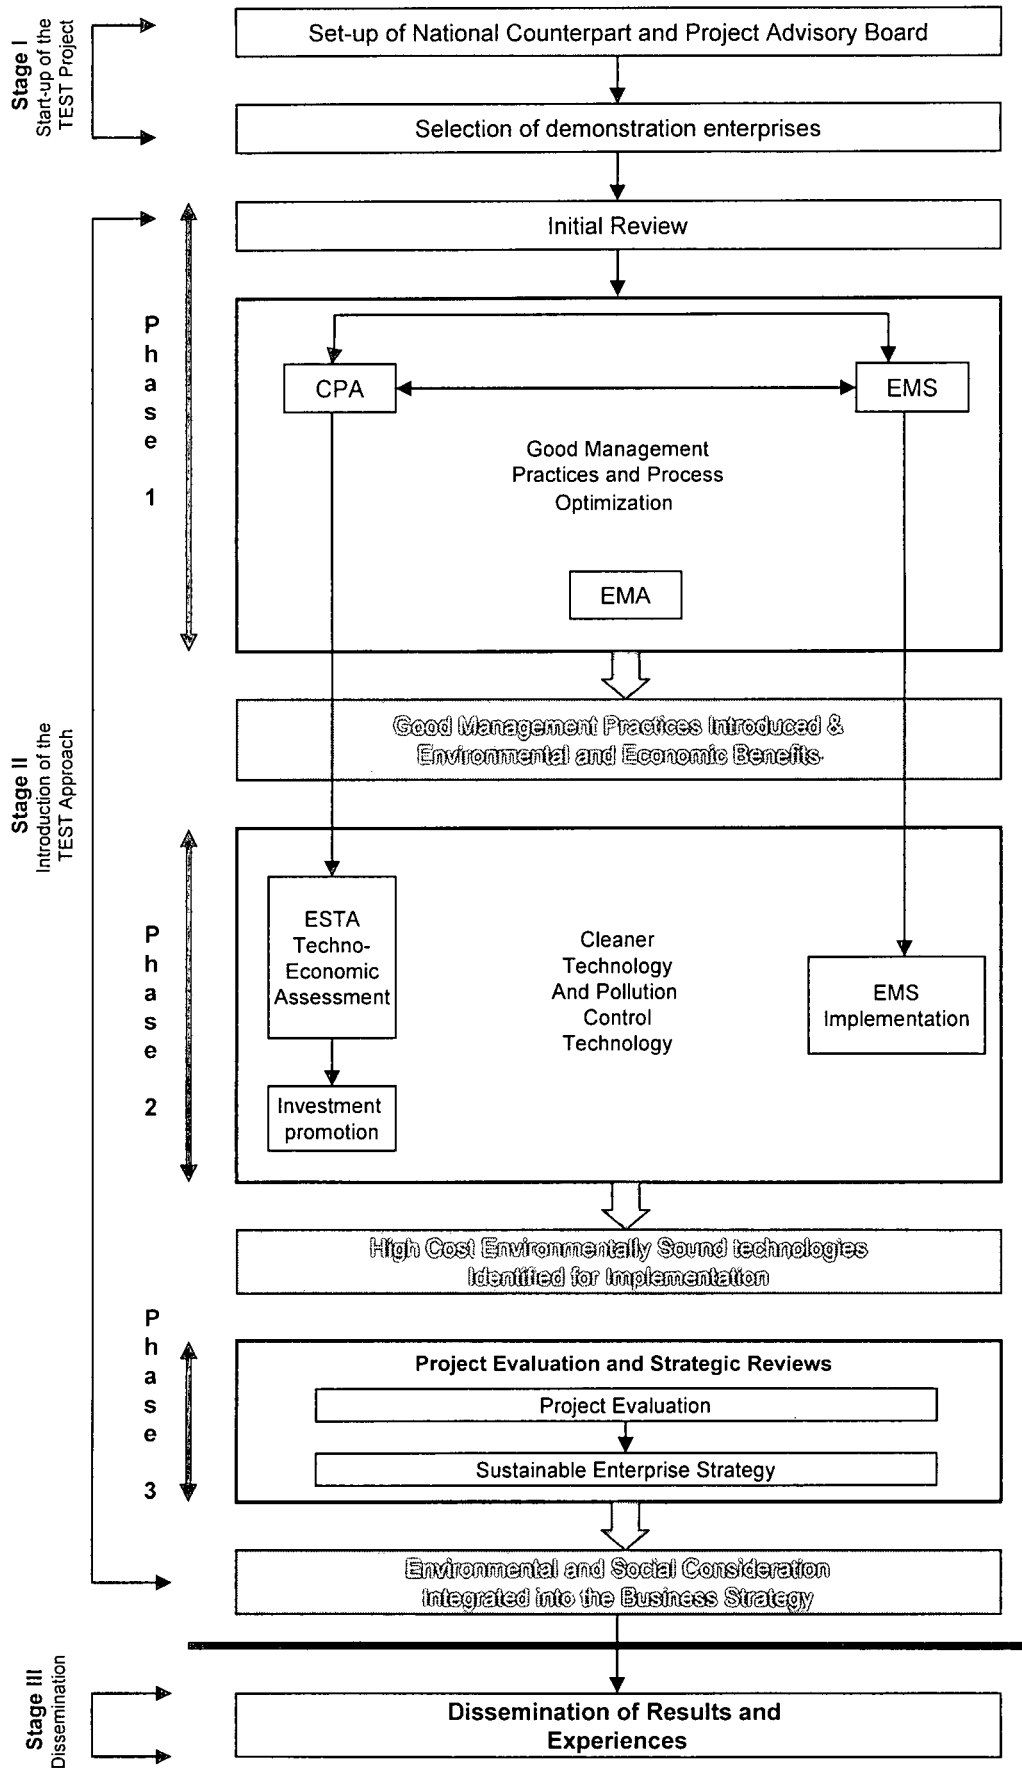 Stage I
Start-up of the
TEST Project
Set-up of National Counterpart and Project Advisory Board
Selection of demonstration enterprises
Stage II
Introduction of the
TEST Approach
Phase 1
Initial Review
CPA
EMS
Good Management
Practices and Process
Optimization
EMA
Good Management Practices Introduced &
Environmental and Economic Benefits
Phase 2
ESTA
Techno-
Economic
Assessment
Cleaner
Technology
And Pollution
Control
Technology
EMS
Implementation
Investment
promotion
High Cost Environmentally Sound technologies
Identified for Implementation
Phase 3
Project Evaluation and Strategic Reviews
Project Evaluation
Sustainable Enterprise Strategy
Environmental and Social Consideration
Integrated into the Business Strategy
Stage III
Dissemination
Dissemination of Results and
Experiences